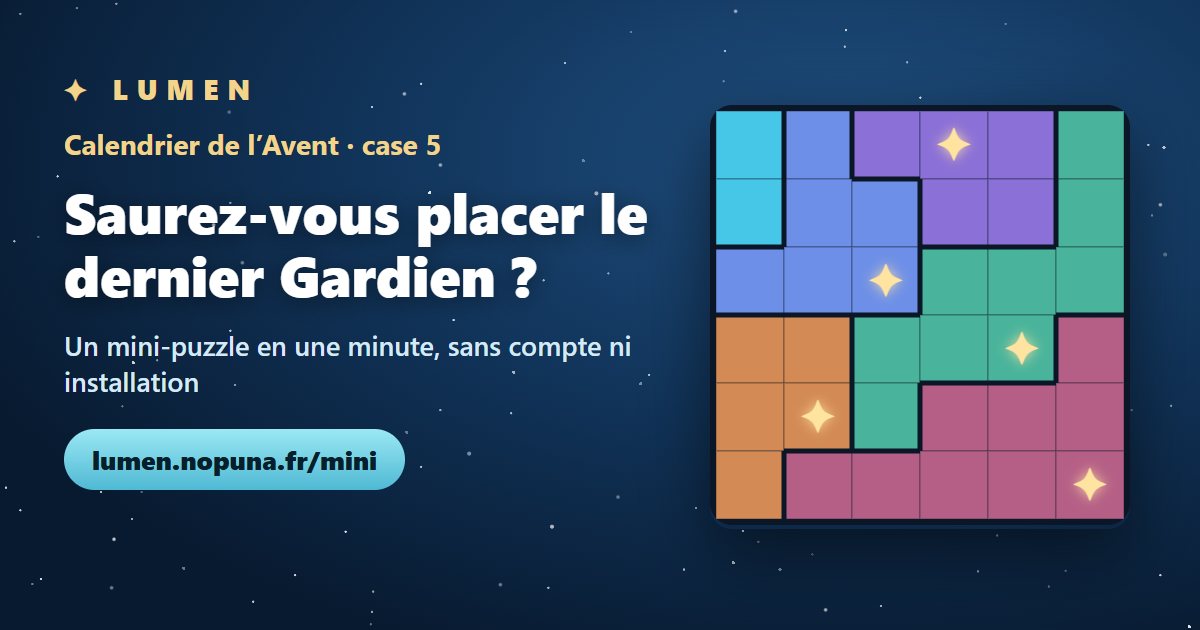 LUMEN
Calendrier de l’Avent · case 5
Saurez-vous placer le
dernier Gardien ?
Un mini-puzzle en une minute, sans compte ni
installation
lumen.nopuna.fr/mini